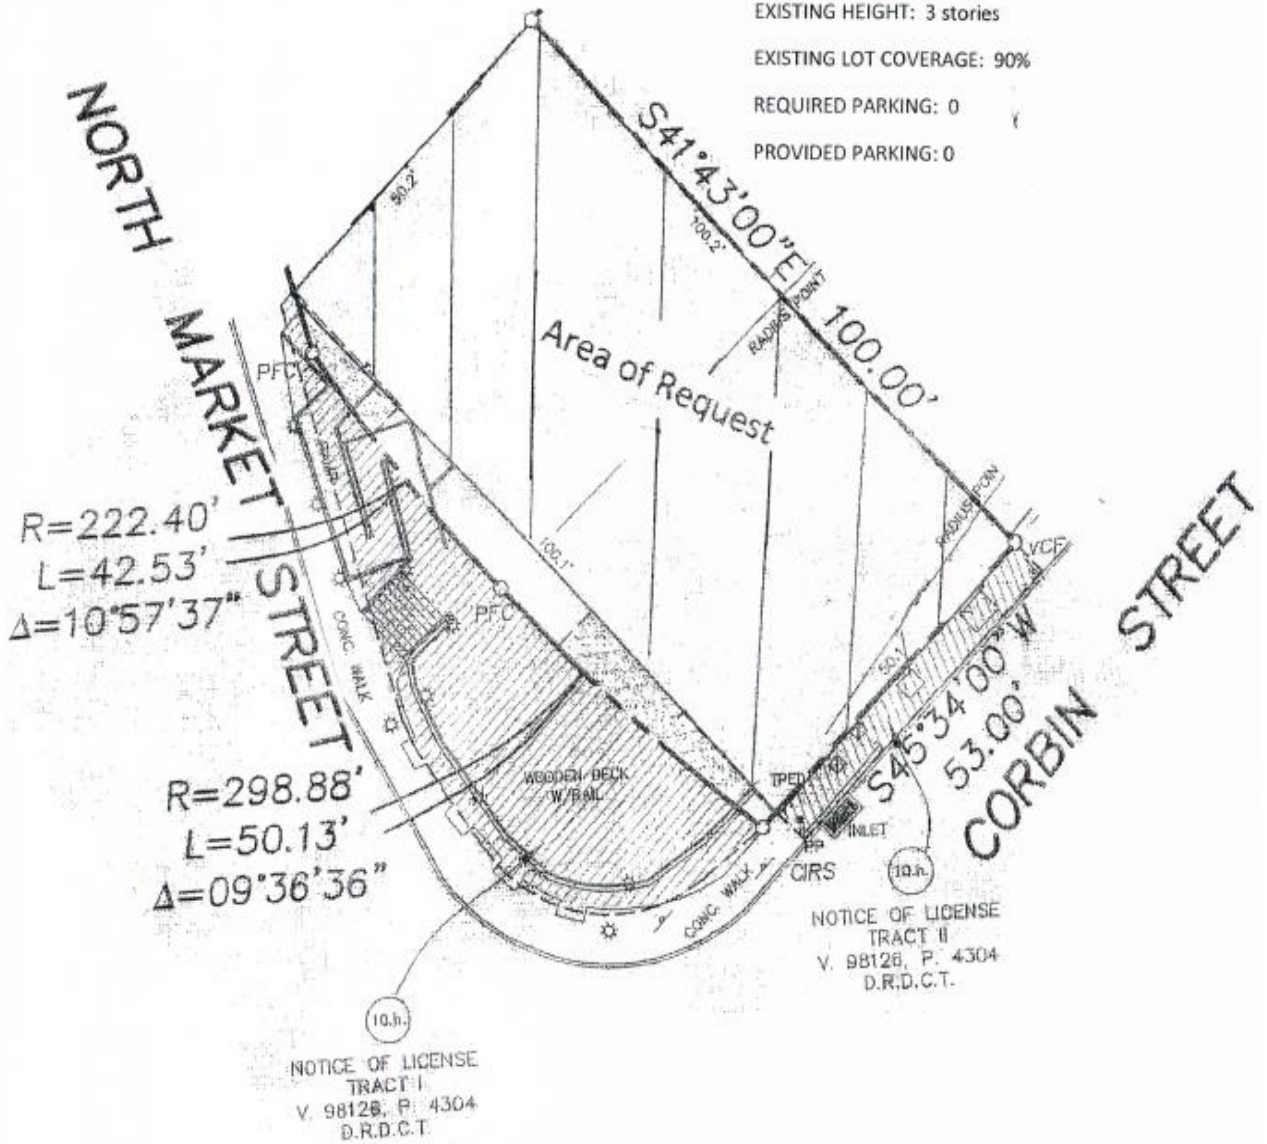 EXISTING HEIGHT: 3 stories
EXISTING LOT COVERAGE: 90%
REQUIRED PARKING: 0
PROVIDED PARKING: 0
NORTH MARKET STREET
S41°43'00"E 100.00'
50.2'
100.2'
RADIUS POINT
Area of Request
PFC
R=222.40'
L=42.53'
Δ=10°57'37"
100.1'
RADIUS POIN
VCF
CORBIN STREET
S45°34'00"W
53.00'
50.1'
PFC
CONC. WALK
R=298.88'
L=50.13'
Δ=09°36'36"
WOODEN DECK
W/RAIL
TPED
INLET
PP
CIRS
CONC. WALK
10.h.
NOTICE OF LICENSE
TRACT II
V. 98126, P. 4304
D.R.D.C.T.
10.h.
NOTICE OF LICENSE
TRACT I
V. 98126, P. 4304
D.R.D.C.T.